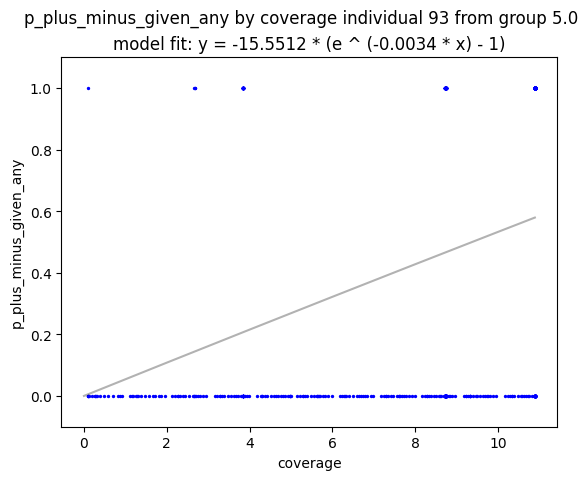 p_plus_minus_given_any by coverage individual 93 from group 5.0
model fit: y = -15.5512 * (e ^ (-0.0034 * x) - 1)
1.0
0.8
0.6
0.4
0.2
0.0
p_plus_minus_given_any
0 2 4 6 8 10
coverage